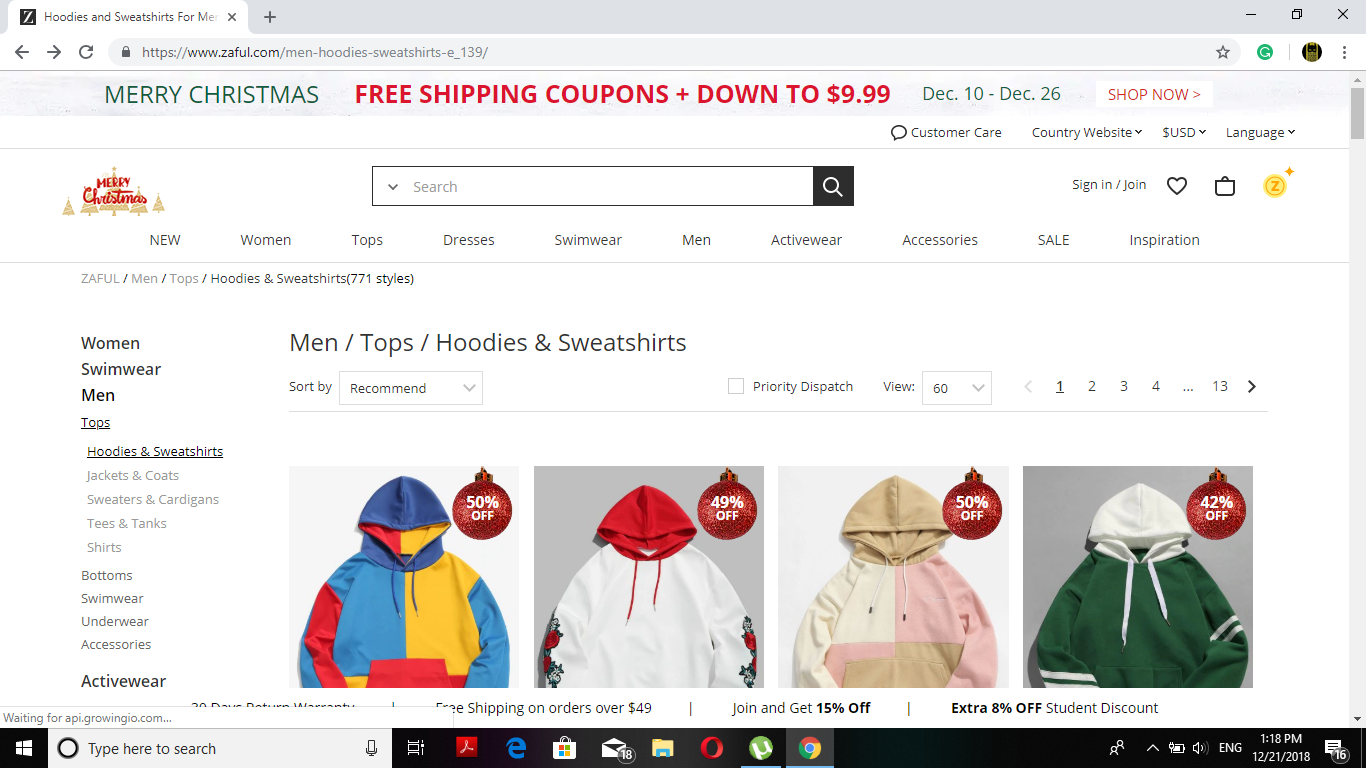 Hoodies and Sweatshirts For Mer
https://www.zaful.com/men-hoodies-sweatshirts-e_139/
MERRY CHRISTMAS FREE SHIPPING COUPONS + DOWN TO $9.99 Dec. 10 - Dec. 26 SHOP NOW >
Customer Care Country Website $USD Language
MERRY
Christmas
Search
Sign in / Join
Z
NEW Women Tops Dresses Swimwear Men Activewear Accessories SALE Inspiration
ZAFUL / Men / Tops / Hoodies & Sweatshirts(771 styles)
Women
Swimwear
Men
Tops
Hoodies & Sweatshirts
Jackets & Coats
Sweaters & Cardigans
Tees & Tanks
Shirts
Bottoms
Swimwear
Underwear
Accessories
Activewear
Men / Tops / Hoodies & Sweatshirts
Sort by Recommend Priority Dispatch View: 60 1 2 3 4 ... 13
50%
OFF
49%
OFF
50%
OFF
42%
OFF
30 Days Return Warranty | Free Shipping on orders over $49 | Join and Get 15% Off | Extra 8% OFF Student Discount
Waiting for api.growingio.com...
Type here to search
18
ENG
1:18 PM
12/21/2018
16